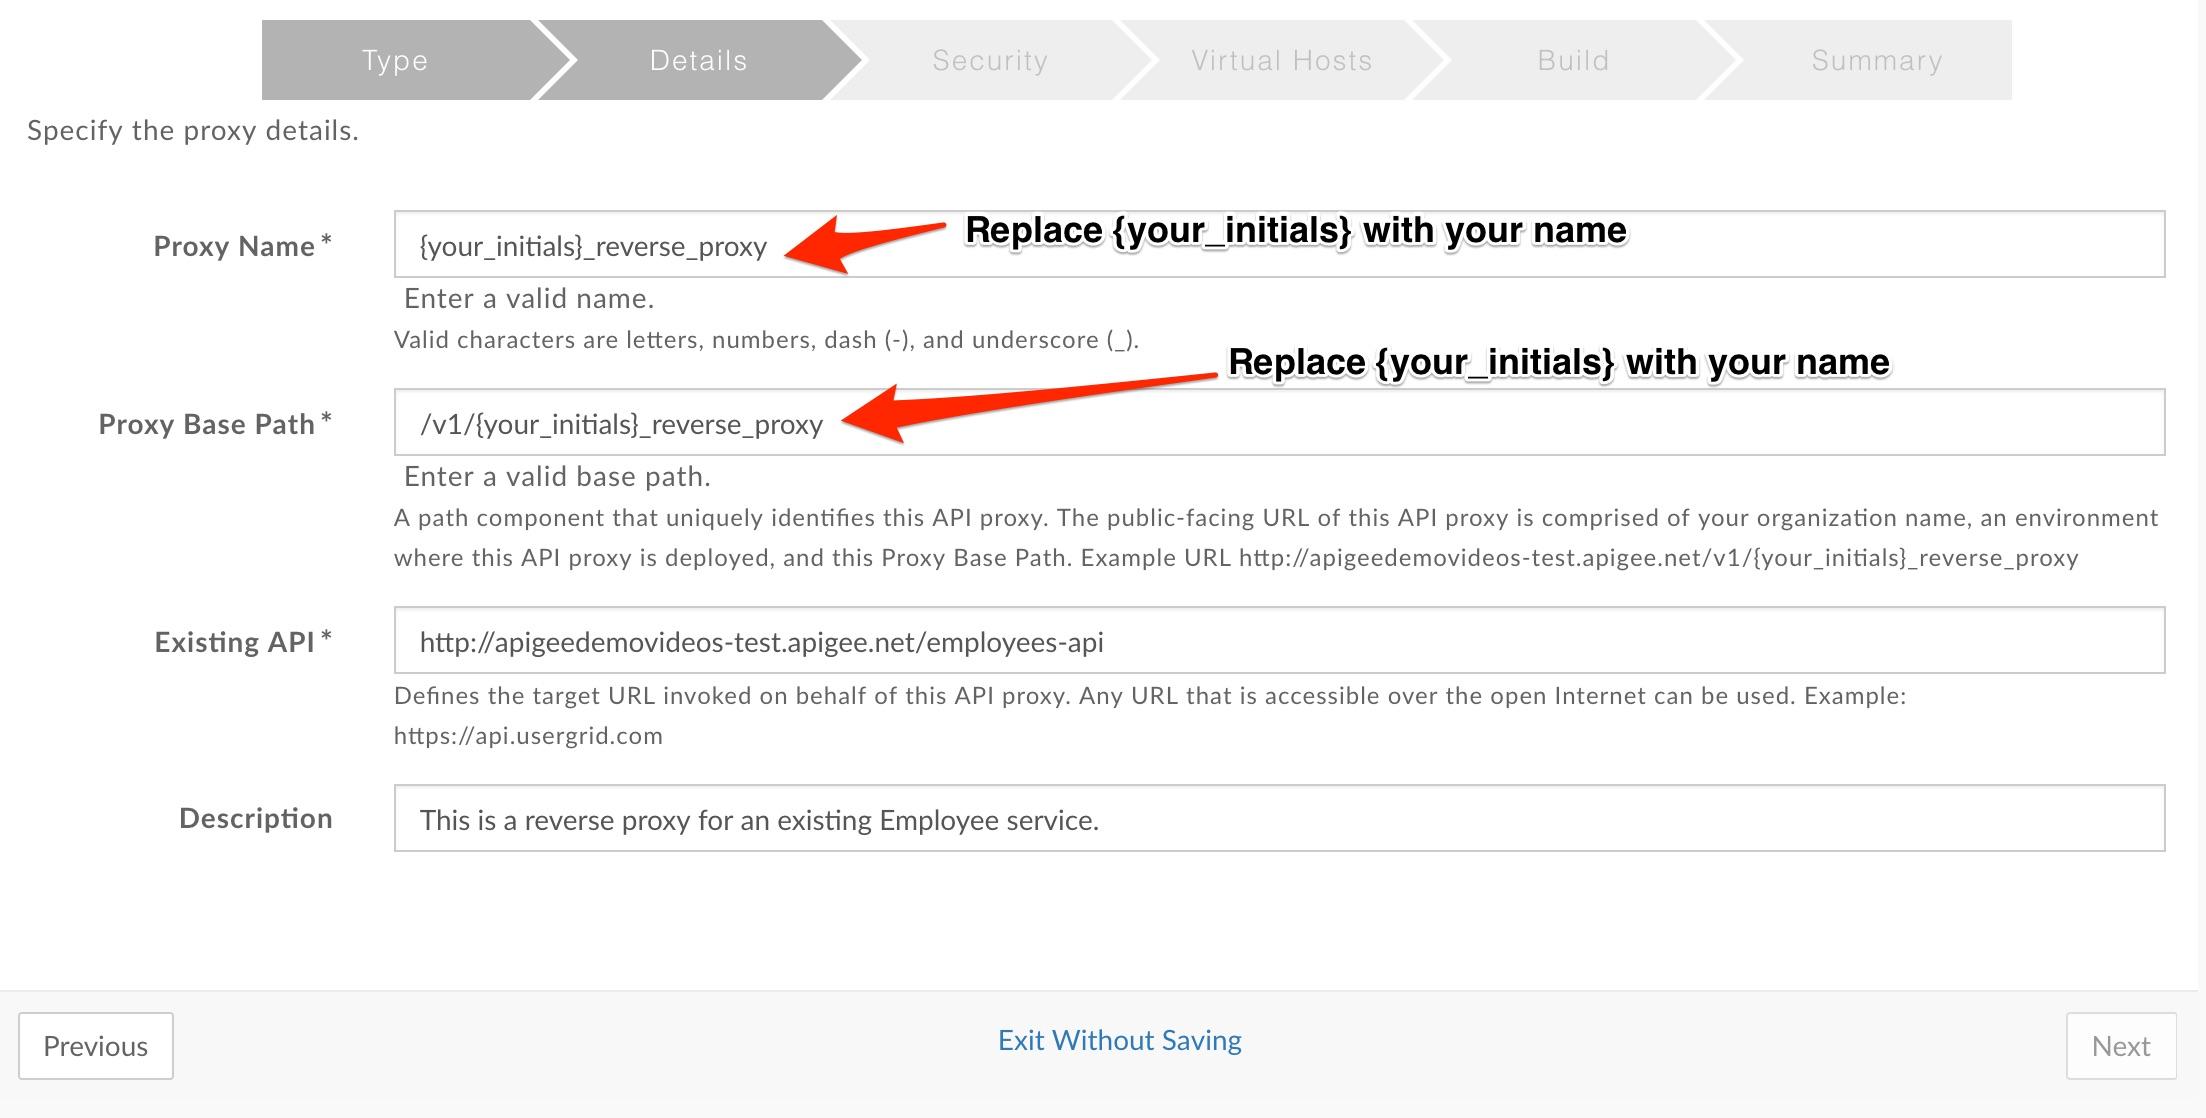 Type
Details
Security
Virtual Hosts
Build
Summary
Specify the proxy details.
Proxy Name *
{your_initials}_reverse_proxy
Replace {your_initials} with your name
Enter a valid name.
Valid characters are letters, numbers, dash (-), and underscore (_).
Replace {your_initials} with your name
Proxy Base Path *
/v1/{your_initials}_reverse_proxy
Enter a valid base path.
A path component that uniquely identifies this API proxy. The public-facing URL of this API proxy is comprised of your organization name, an environment
where this API proxy is deployed, and this Proxy Base Path. Example URL http://apigeedemovideos-test.apigee.net/v1/{your_initials}_reverse_proxy
Existing API *
http://apigeedemovideos-test.apigee.net/employees-api
Defines the target URL invoked on behalf of this API proxy. Any URL that is accessible over the open Internet can be used. Example:
https://api.usergrid.com
Description
This is a reverse proxy for an existing Employee service.
Previous
Exit Without Saving
Next